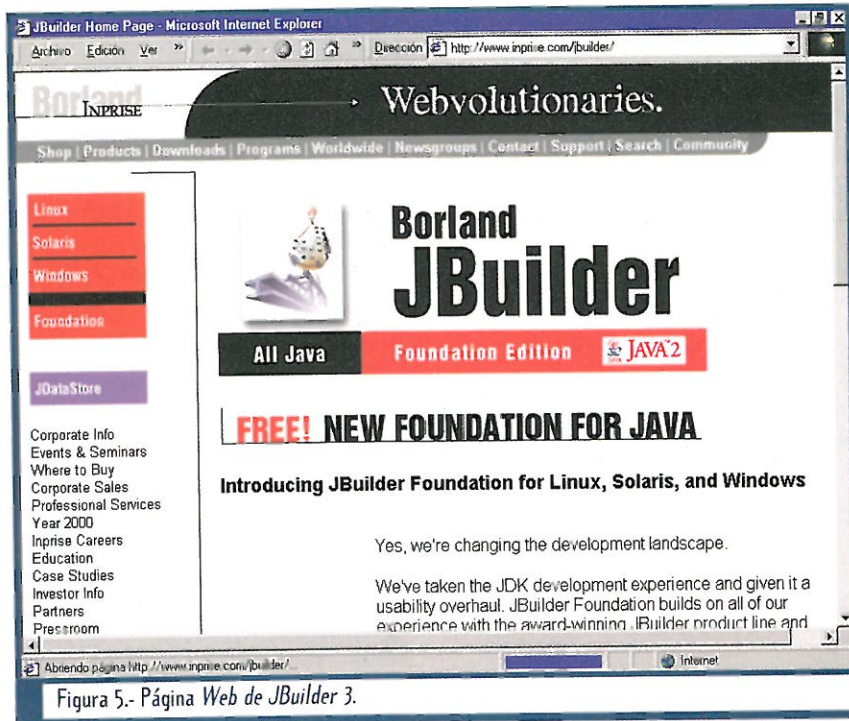 JBuilder Home Page - Microsoft Internet Explorer
Archivo Edición Ver » » Dirección http://www.inprise.com/jbuilder/
Borland
INPRISE
Webvolutionaries.
Shop | Products | Downloads | Programs | Worldwide | Newsgroups | Contact | Support | Search | Community
Linux
Solaris
Windows
Foundation
JDataStore
Corporate Info
Events & Seminars
Where to Buy
Corporate Sales
Professional Services
Year 2000
Inprise Careers
Education
Case Studies
Investor Info
Partners
Pressroom
Borland
JBuilder
All Java Foundation Edition JAVA 2
FREE! NEW FOUNDATION FOR JAVA
Introducing JBuilder Foundation for Linux, Solaris, and Windows
Yes, we're changing the development landscape.
We've taken the JDK development experience and given it a
usability overhaul. JBuilder Foundation builds on all of our
experience with the award-winning JBuilder product line and
Abriendo página http://www.inprise.com/jbuilder/...
Internet
Figura 5.- Página Web de JBuilder 3.